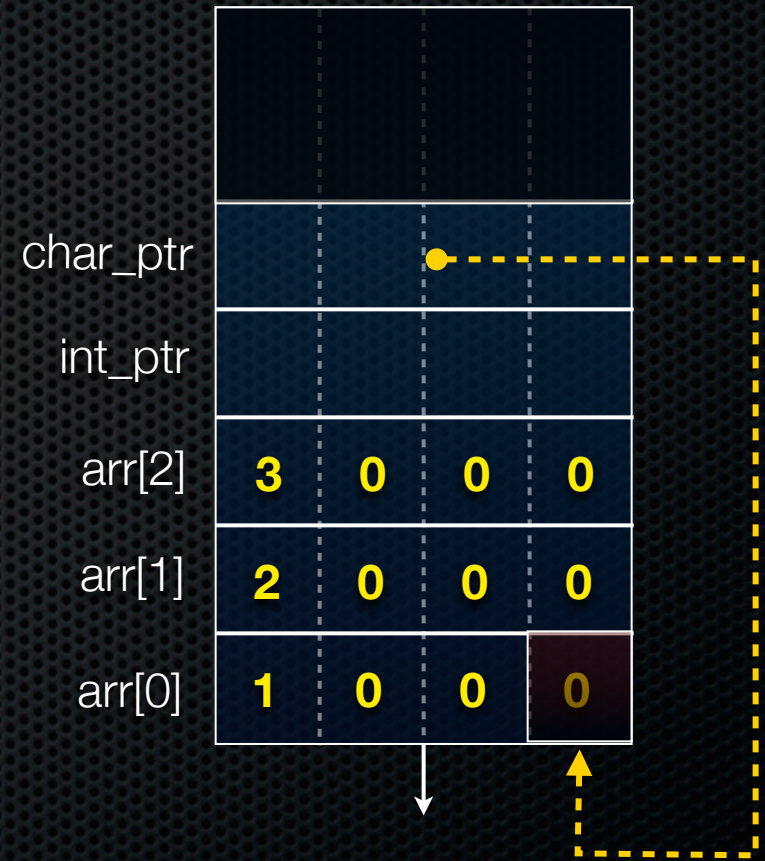 char_ptr
int_ptr
arr[2] 3 0 0 0
arr[1] 2 0 0 0
arr[0] 1 0 0 0